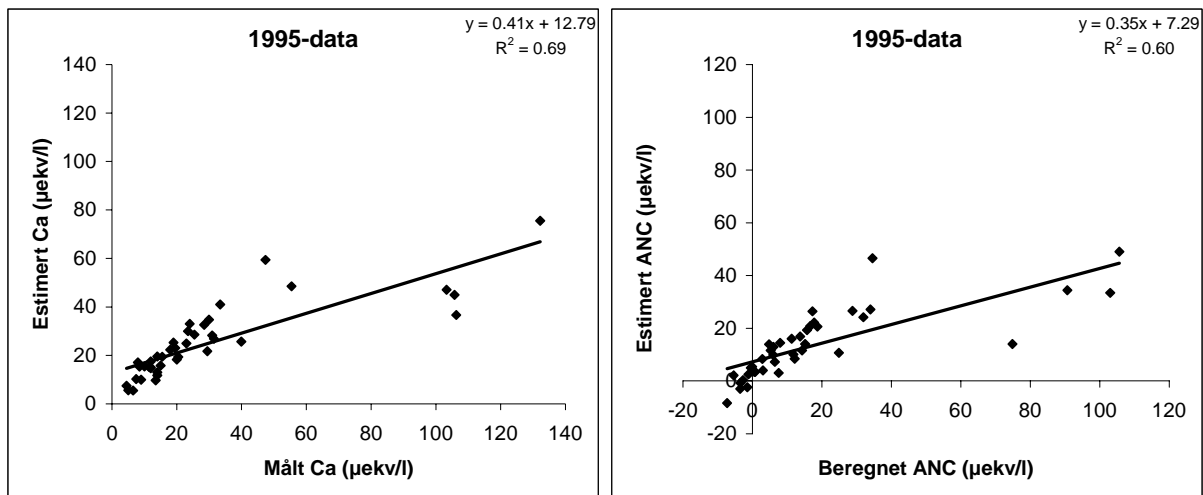 y = 0.41x + 12.79
R² = 0.69
1995-data
140
120
100
80
60
40
20
0
Estimert Ca (µekv/l)
0 20 40 60 80 100 120 140
Målt Ca (µekv/l)
y = 0.35x + 7.29
R² = 0.60
1995-data
120
100
80
60
40
20
0
-20
Estimert ANC (µekv/l)
-20 0 20 40 60 80 100 120
Beregnet ANC (µekv/l)